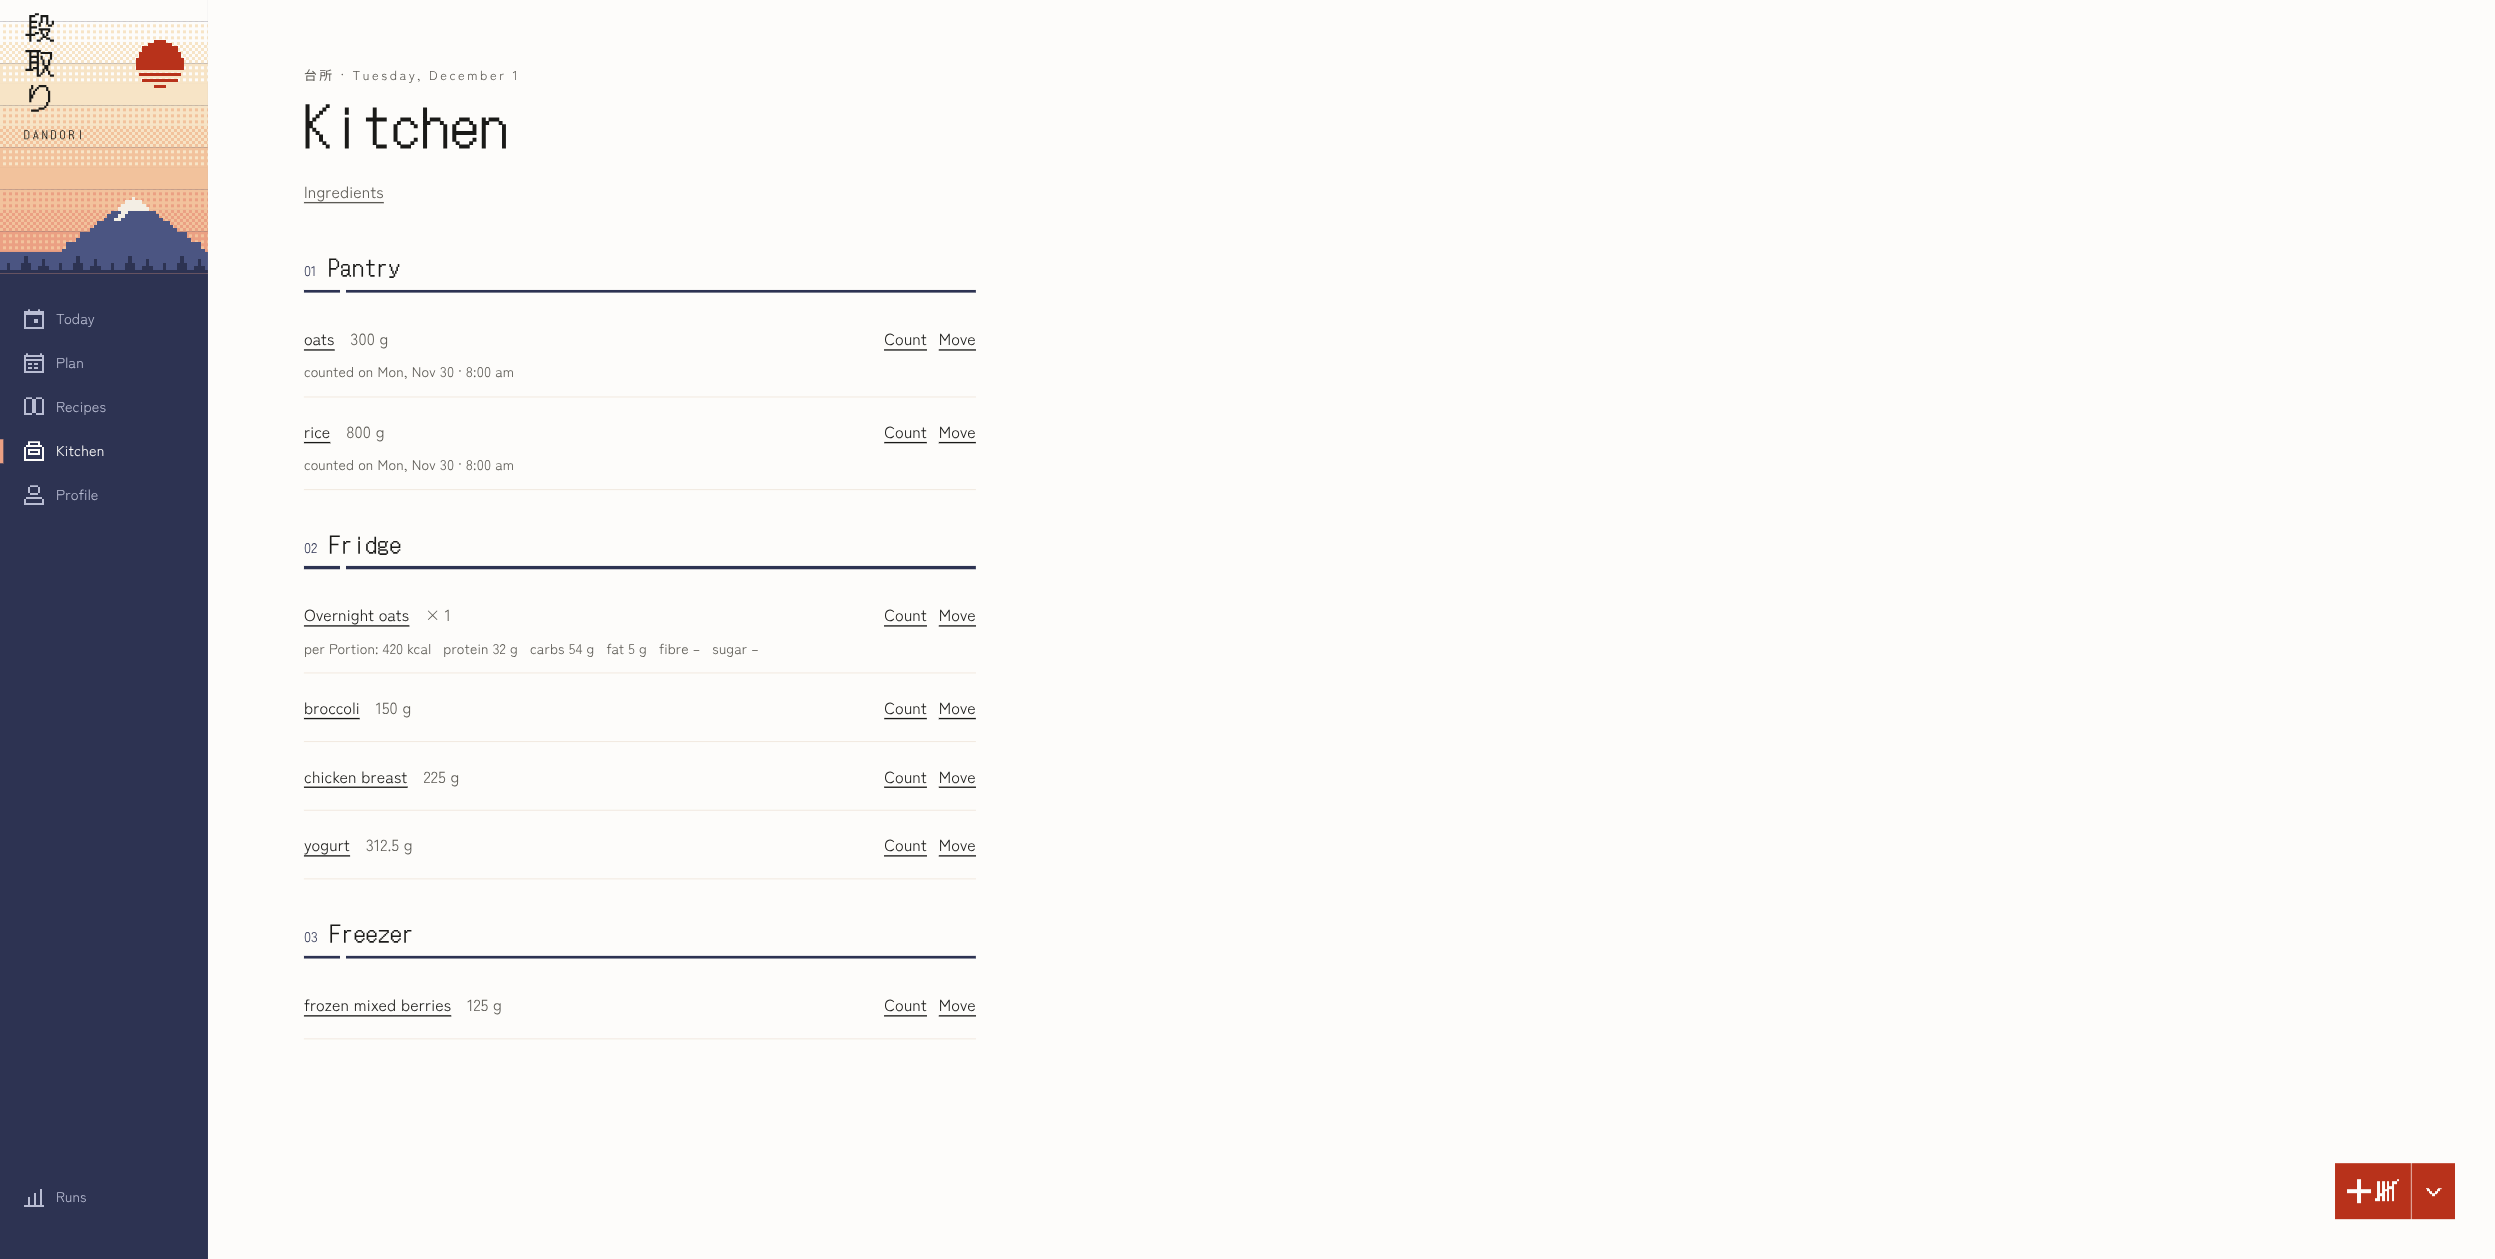 段取り
DANDORI
Today
Plan
Recipes
Kitchen
Profile
Runs
台所 · Tuesday, December 1
Kitchen
Ingredients
01 Pantry
oats 300 g Count Move
counted on Mon, Nov 30 · 8:00 am
rice 800 g Count Move
counted on Mon, Nov 30 · 8:00 am
02 Fridge
Overnight oats × 1 Count Move
per Portion: 420 kcal protein 32 g carbs 54 g fat 5 g fibre – sugar –
broccoli 150 g Count Move
chicken breast 225 g Count Move
yogurt 312.5 g Count Move
03 Freezer
frozen mixed berries 125 g Count Move